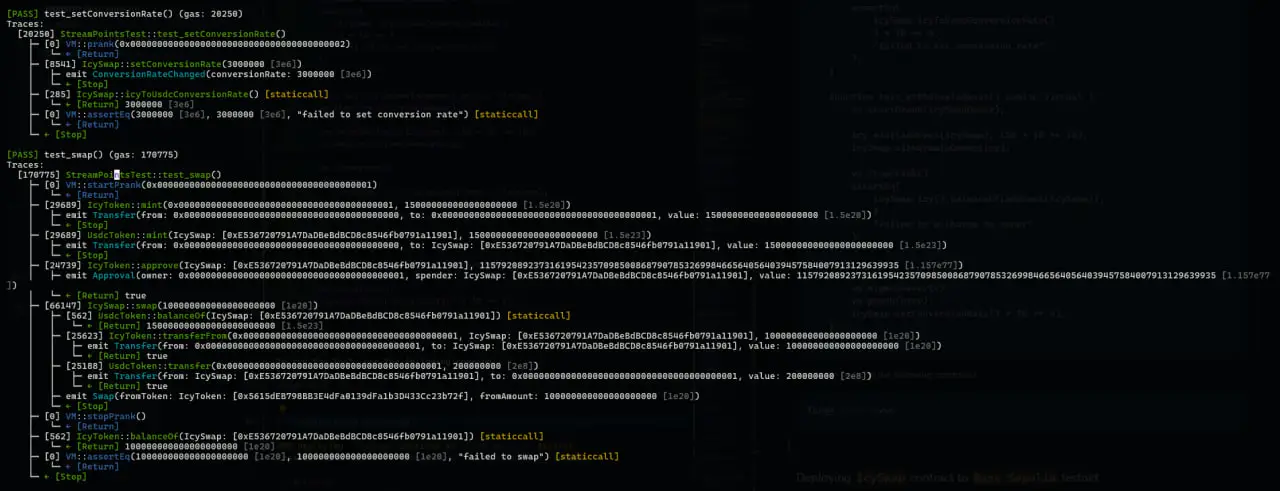 [PASS] test_setConversionRate() (gas: 20250)
Traces:
  [20250] StreamPointsTest::test_setConversionRate()
    ├─ [0] VM::prank(0x0000000000000000000000000000000000000002)
    │   └─ ← [Return]
    ├─ [8541] IcySwap::setConversionRate(3000000 [3e6])
    │   ├─ emit ConversionRateChanged(conversionRate: 3000000 [3e6])
    │   └─ ← [Stop]
    ├─ [285] IcySwap::icyToUsdcConversionRate() [staticcall]
    │   └─ ← [Return] 3000000 [3e6]
    ├─ [0] VM::assertEq(3000000 [3e6], 3000000 [3e6], "failed to set conversion rate") [staticcall]
    │   └─ ← [Return]
    └─ ← [Stop]
[PASS] test_swap() (gas: 170775)
Traces:
  [170775] StreamPointsTest::test_swap()
    ├─ [0] VM::startPrank(0x0000000000000000000000000000000000000001)
    │   └─ ← [Return]
    ├─ [29689] IcyToken::mint(0x0000000000000000000000000000000000000001, 150000000000000000000 [1.5e20])
    │   ├─ emit Transfer(from: 0x0000000000000000000000000000000000000000, to: 0x0000000000000000000000000000000000000001, value: 150000000000000000000 [1.5e20])
    │   └─ ← [Stop]
    ├─ [29689] UsdcToken::mint(IcySwap: [0xE536720791A7DaDBeBdBCD8c8546fb0791a11901], 150000000000000000000000 [1.5e23])
    │   ├─ emit Transfer(from: 0x0000000000000000000000000000000000000000, to: IcySwap: [0xE536720791A7DaDBeBdBCD8c8546fb0791a11901], value: 150000000000000000000000 [1.5e23])
    │   └─ ← [Stop]
    ├─ [24739] IcyToken::approve(IcySwap: [0xE536720791A7DaDBeBdBCD8c8546fb0791a11901], 115792089237316195423570985008687907853269984665640564039457584007913129639935 [1.157e77])
    │   ├─ emit Approval(owner: 0x0000000000000000000000000000000000000001, spender: IcySwap: [0xE536720791A7DaDBeBdBCD8c8546fb0791a11901], value: 115792089237316195423570985008687907853269984665640564039457584007913129639935 [1.157e77
])
    │   └─ ← [Return] true
    ├─ [66147] IcySwap::swap(100000000000000000000 [1e20])
    │   ├─ [562] UsdcToken::balanceOf(IcySwap: [0xE536720791A7DaDBeBdBCD8c8546fb0791a11901]) [staticcall]
    │   │   └─ ← [Return] 150000000000000000000000 [1.5e23]
    │   ├─ [25623] IcyToken::transferFrom(0x0000000000000000000000000000000000000001, IcySwap: [0xE536720791A7DaDBeBdBCD8c8546fb0791a11901], 100000000000000000000 [1e20])
    │   │   ├─ emit Transfer(from: 0x0000000000000000000000000000000000000001, to: IcySwap: [0xE536720791A7DaDBeBdBCD8c8546fb0791a11901], value: 100000000000000000000 [1e20])
    │   │   └─ ← [Return] true
    │   ├─ [25188] UsdcToken::transfer(0x0000000000000000000000000000000000000001, 200000000 [2e8])
    │   │   ├─ emit Transfer(from: IcySwap: [0xE536720791A7DaDBeBdBCD8c8546fb0791a11901], to: 0x0000000000000000000000000000000000000001, value: 200000000 [2e8])
    │   │   └─ ← [Return] true
    │   ├─ emit Swap(fromToken: IcyToken: [0x5615dEB798BB3E4dFa0139dFa1b3D433Cc23b72f], fromAmount: 100000000000000000000 [1e20])
    │   └─ ← [Stop]
    ├─ [0] VM::stopPrank()
    │   └─ ← [Return]
    ├─ [562] IcyToken::balanceOf(IcySwap: [0xE536720791A7DaDBeBdBCD8c8546fb0791a11901]) [staticcall]
    │   └─ ← [Return] 100000000000000000000 [1e20]
    ├─ [0] VM::assertEq(100000000000000000000 [1e20], 100000000000000000000 [1e20], "failed to swap") [staticcall]
    │   └─ ← [Return]
    └─ ← [Stop]
Deploying IcySwap contract to Base Sepolia testnet